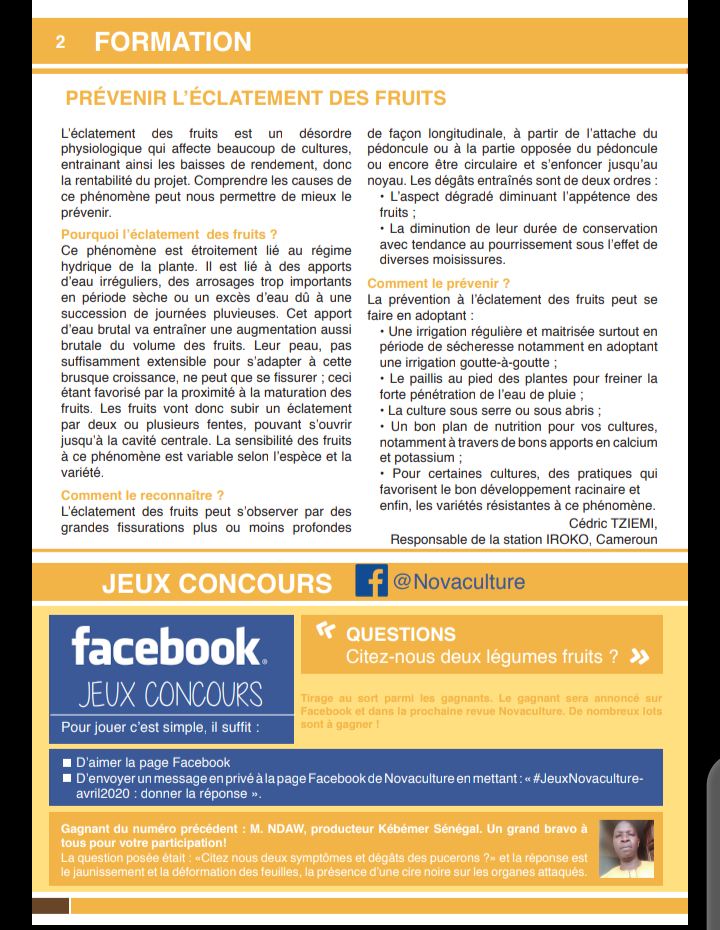 2 FORMATION
PRÉVENIR L'ÉCLATEMENT DES FRUITS
L'éclatement des fruits est un désordre
physiologique qui affecte beaucoup de cultures,
entrainant ainsi les baisses de rendement, donc
la rentabilité du projet. Comprendre les causes de
ce phénomène peut nous permettre de mieux le
prévenir.
Pourquoi l'éclatement des fruits ?
Ce phénomène est étroitement lié au régime
hydrique de la plante. Il est lié à des apports
d'eau irréguliers, des arrosages trop importants
en période sèche ou un excès d'eau dû à une
succession de journées pluvieuses. Cet apport
d'eau brutal va entraîner une augmentation aussi
brutale du volume des fruits. Leur peau, pas
suffisamment extensible pour s'adapter à cette
brusque croissance, ne peut que se fissurer ; ceci
étant favorisé par la proximité à la maturation des
fruits. Les fruits vont donc subir un éclatement
par deux ou plusieurs fentes, pouvant s'ouvrir
jusqu'à la cavité centrale. La sensibilité des fruits
à ce phénomène est variable selon l'espèce et la
variété.
Comment le reconnaître ?
L'éclatement des fruits peut s'observer par des
grandes fissurations plus ou moins profondes
de façon longitudinale, à partir de l'attache du
pédoncule ou à la partie opposée du pédoncule
ou encore être circulaire et s'enfoncer jusqu'au
noyau. Les dégâts entraînés sont de deux ordres :
• L'aspect dégradé diminuant l'appétence des
fruits ;
• La diminution de leur durée de conservation
avec tendance au pourrissement sous l'effet de
diverses moisissures.
Comment le prévenir ?
La prévention à l'éclatement des fruits peut se
faire en adoptant :
• Une irrigation régulière et maitrisée surtout en
période de sécheresse notamment en adoptant
une irrigation goutte-à-goutte ;
• Le paillis au pied des plantes pour freiner la
forte pénétration de l'eau de pluie ;
• La culture sous serre ou sous abris ;
• Un bon plan de nutrition pour vos cultures,
notamment à travers de bons apports en calcium
et potassium ;
• Pour certaines cultures, des pratiques qui
favorisent le bon développement racinaire et
enfin, les variétés résistantes à ce phénomène.
Cédric TZIEMI,
Responsable de la station IROKO, Cameroun
JEUX CONCOURS f @Novaculture
facebook®
JEUX CONCOURS
Pour jouer c'est simple, il suffit :
« QUESTIONS
Citez-nous deux légumes fruits ? »
Tirage au sort parmi les gagnants. Le gagnant sera annoncé sur
Facebook et dans la prochaine revue Novaculture. De nombreux lots
sont à gagner !
■ D'aimer la page Facebook
■ D'envoyer un message en privé à la page Facebook de Novaculture en mettant : « #JeuxNovaculture-
avril2020 : donner la réponse ».
Gagnant du numéro précédent : M. NDAW, producteur Kébémer Sénégal. Un grand bravo à
tous pour votre participation!
La question posée était : «Citez nous deux symptômes et dégâts des pucerons ?» et la réponse est
le jaunissement et la déformation des feuilles, la présence d'une cire noire sur les organes attaqués.